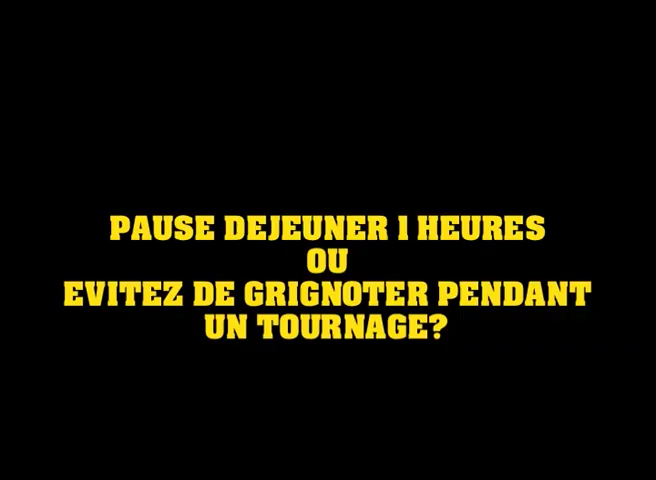 PAUSE DEJEUNER 1 HEURES
OU
EVITEZ DE GRIGNOTER PENDANT
UN TOURNAGE?